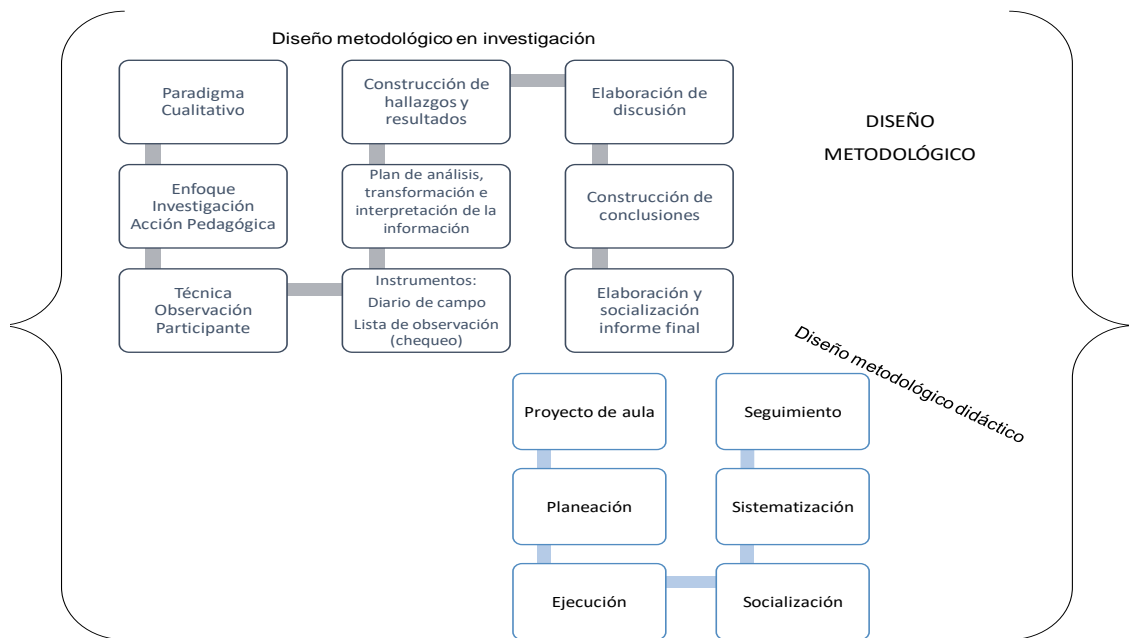 Diseño metodológico en investigación
Paradigma
Cualitativo
Enfoque
Investigación
Acción Pedagógica
Técnica
Observación
Participante
Instrumentos:
Diario de campo
Lista de observación
(chequeo)
Plan de análisis,
transformación e
interpretación de la
información
Construcción de
hallazgos y
resultados
Elaboración de
discusión
Construcción de
conclusiones
Elaboración y
socialización
informe final
DISEÑO
METODOLÓGICO
Diseño metodológico didáctico
Proyecto de aula
Planeación
Ejecución
Socialización
Sistematización
Seguimiento